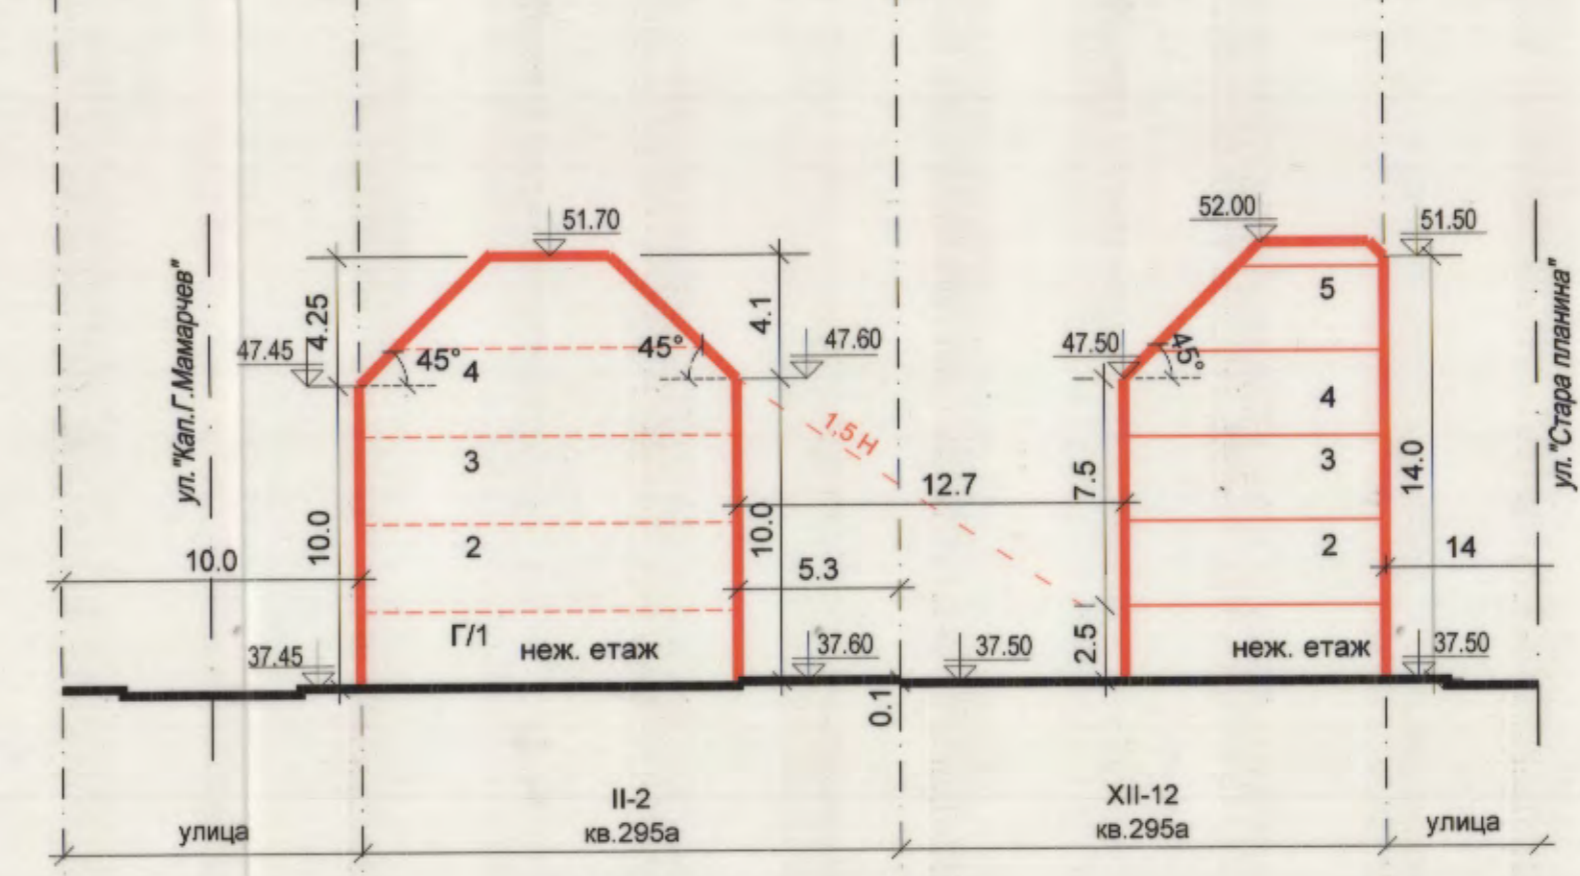 52.00
51.50
51.70
ул."Кап.Г.Мамарчев"
ул."Стара планина"
5
4.25
4.1
47.45
45°
4
45°
47.60
47.50
45°
4
1,5 Н
3
3
14.0
7.5
12.7
10.0
10.0
2
2
14
10.0
5.3
Г/1
неж. етаж
37.45
37.60
37.50
2.5
неж. етаж
37.50
0.1
II-2
кв.295а
XII-12
кв.295а
улица
улица